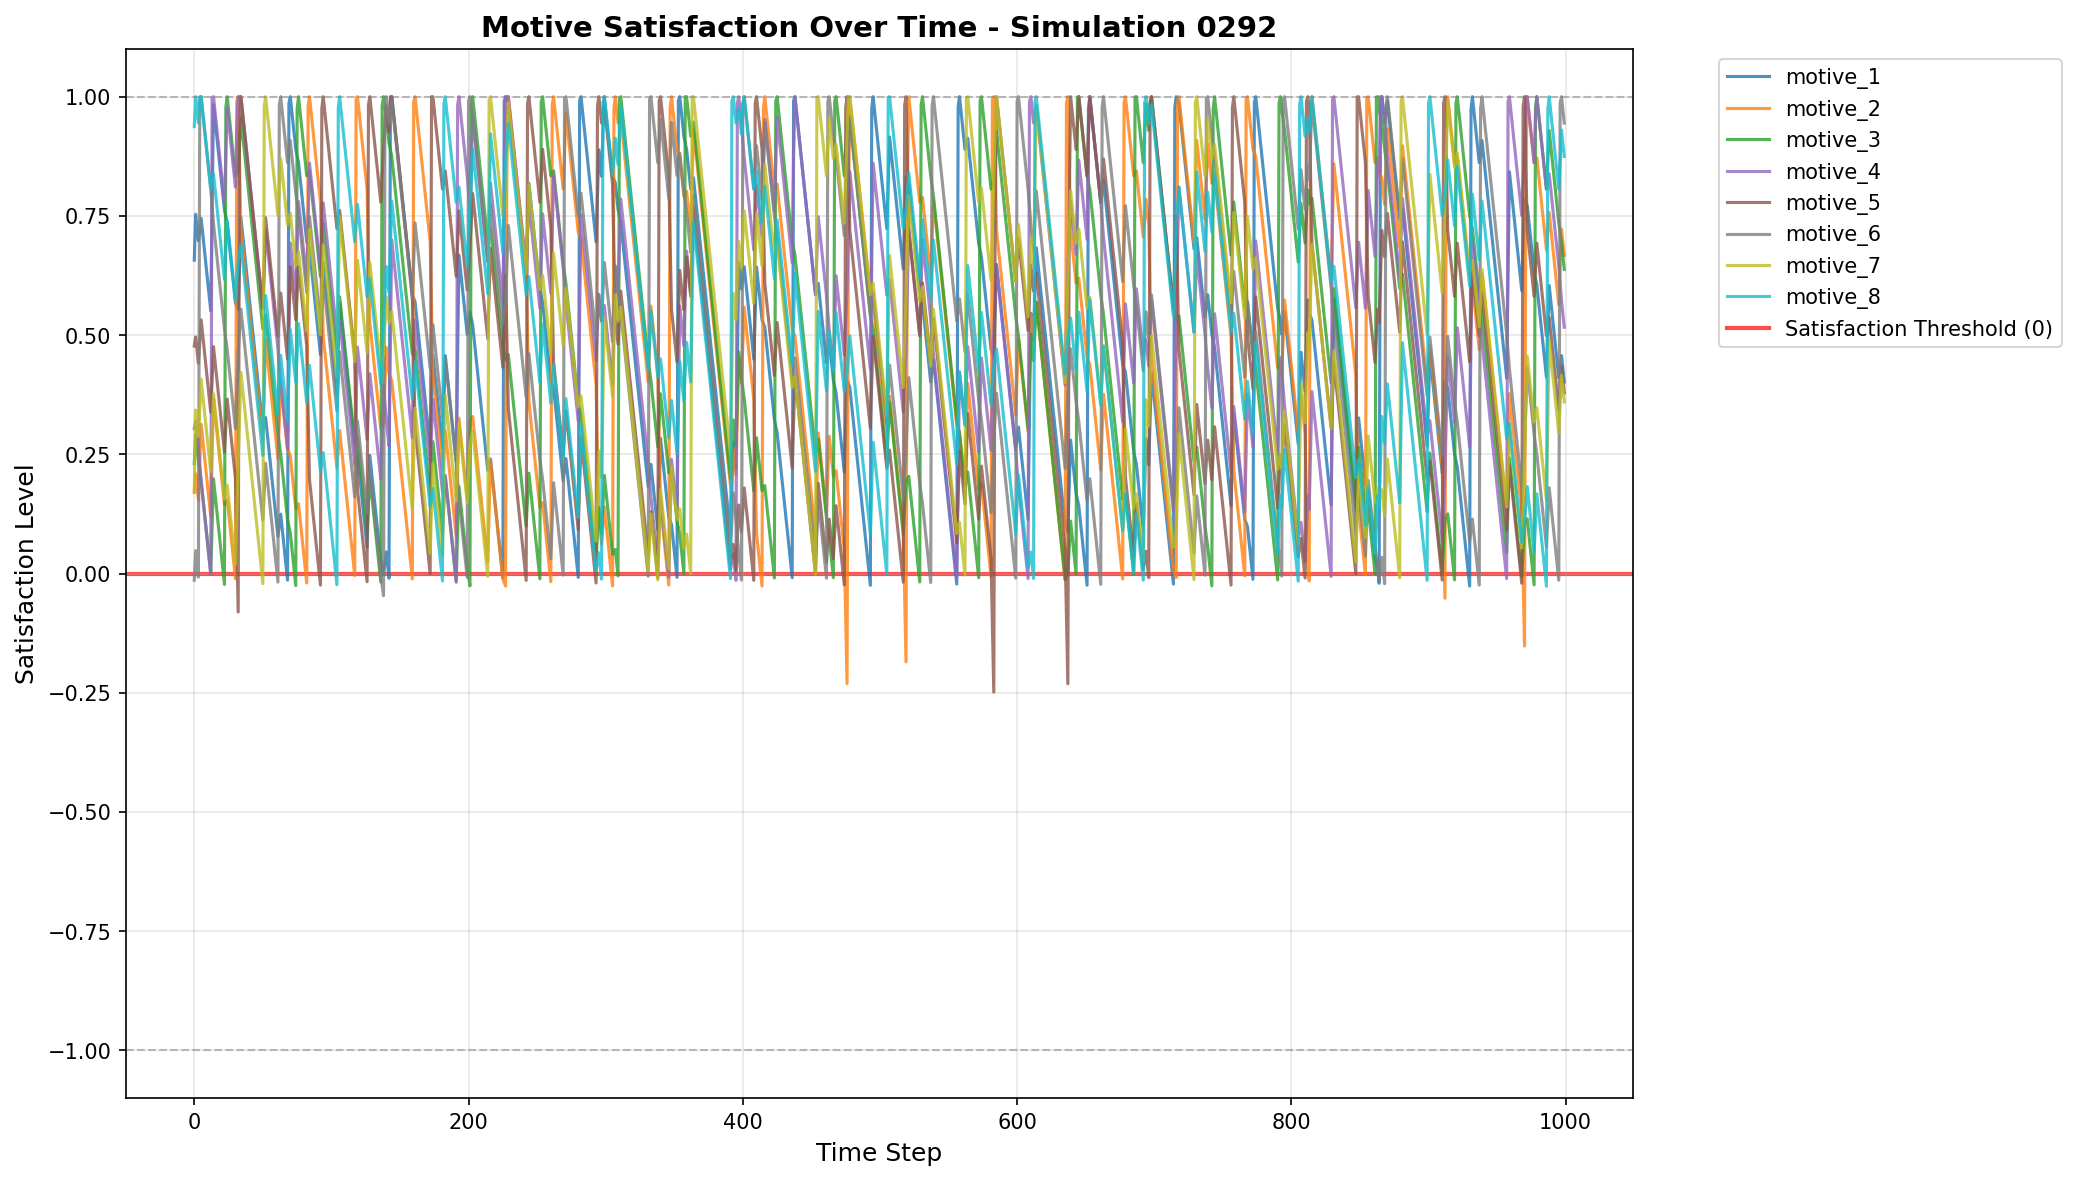 Motive Satisfaction Over Time - Simulation 0292
1.00
0.75
0.50
0.25
0.00
−0.25
−0.50
−0.75
−1.00
Satisfaction Level
0
200
400
600
800
1000
Time Step
motive_1
motive_2
motive_3
motive_4
motive_5
motive_6
motive_7
motive_8
Satisfaction Threshold (0)